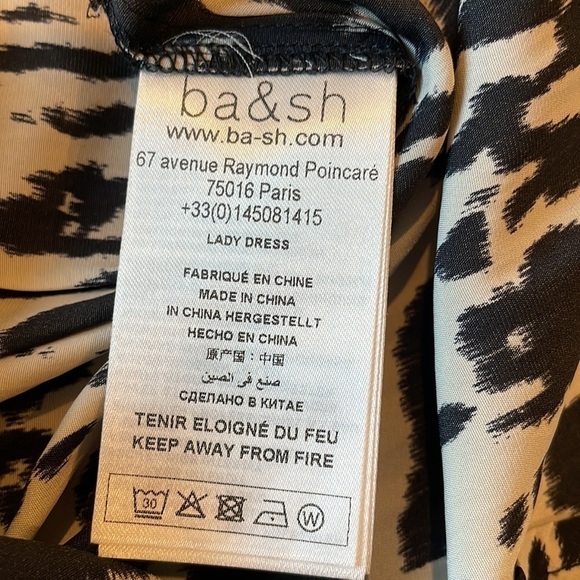 ba&sh
www.ba-sh.com
67 avenue Raymond Poincaré
75016 Paris
+33(0)145081415
LADY DRESS
FABRIQUÉ EN CHINE
MADE IN CHINA
IN CHINA HERGESTELLT
HECHO EN CHINA
原产国：中国
صنع في الصين
СДЕЛАНО В КИТАЕ
TENIR ELOIGNÉ DU FEU
KEEP AWAY FROM FIRE
30 W